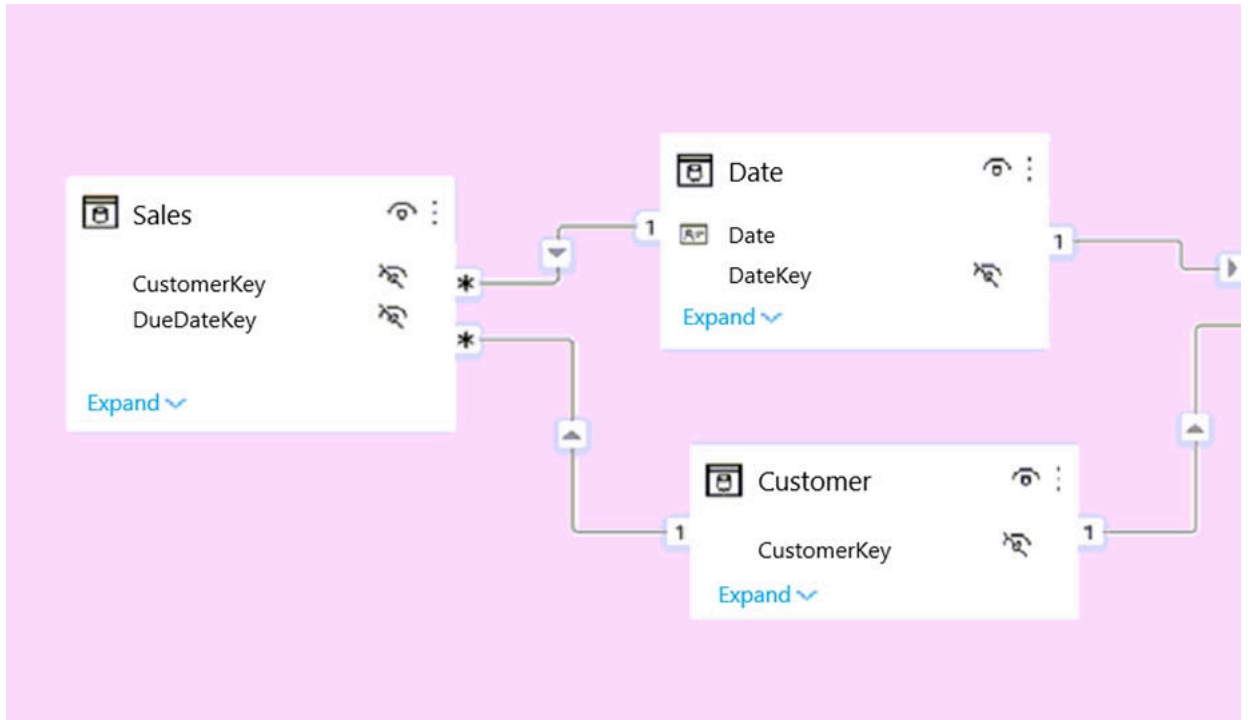 Sales
CustomerKey
*
DueDateKey
*
Expand
1
Date
Date
1
DateKey
Expand
Customer
1
1
CustomerKey
Expand